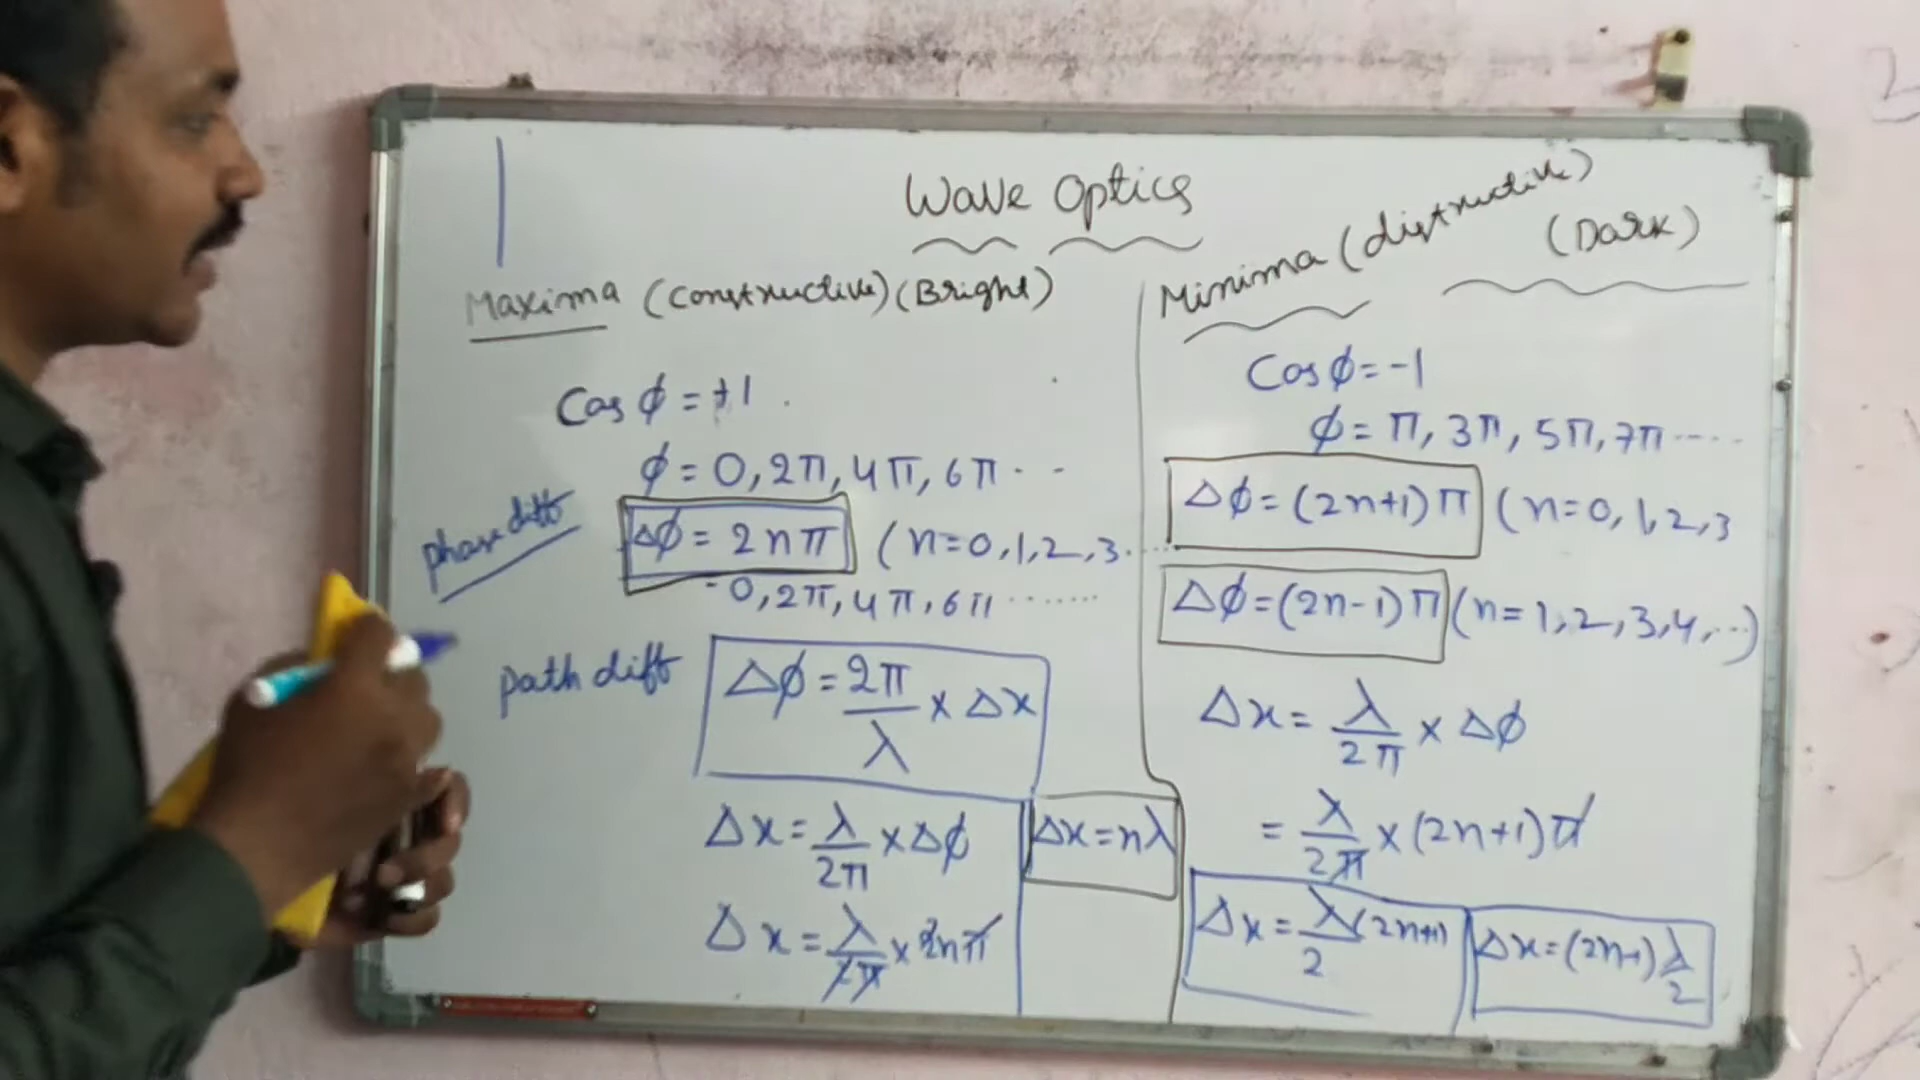 Wave Optics
Maxima (Constructive) (Bright)
Cos ϕ = +1
ϕ = 0, 2π, 4π, 6π . .
phase diff
Δϕ = 2nπ (n=0,1,2,3.....
= 0, 2π, 4π, 6π ........
path diff
Δϕ = 2π/λ × Δx
Δx = λ/2π × Δϕ
Δx = nλ
Δx = λ/2π × 2nπ
Minima (distructive)
(Dark)
Cos ϕ = -1
ϕ = π, 3π, 5π, 7π .....
Δϕ = (2n+1)π (n=0, 1, 2, 3
Δϕ = (2n-1)π (n=1, 2, 3, 4, ...)
Δx = λ/2π × Δϕ
= λ/2π × (2n+1)π
Δx = λ/2 (2n+1)
Δx = (2n-1) λ/2